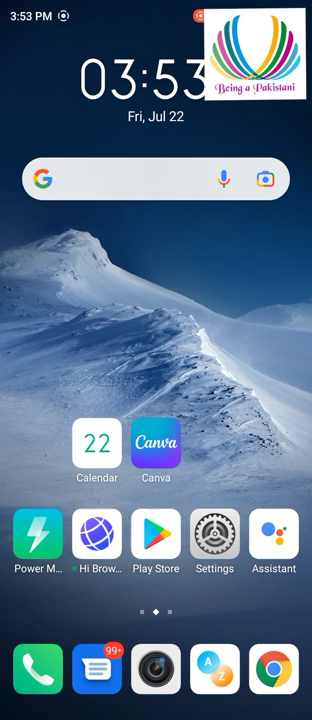 3:53 PM
03:53
Being a Pakistani
Fri, Jul 22
22
Canva
Calendar
Canva
Power M...
Hi Brow...
Play Store
Settings
Assistant
99+
A
Z